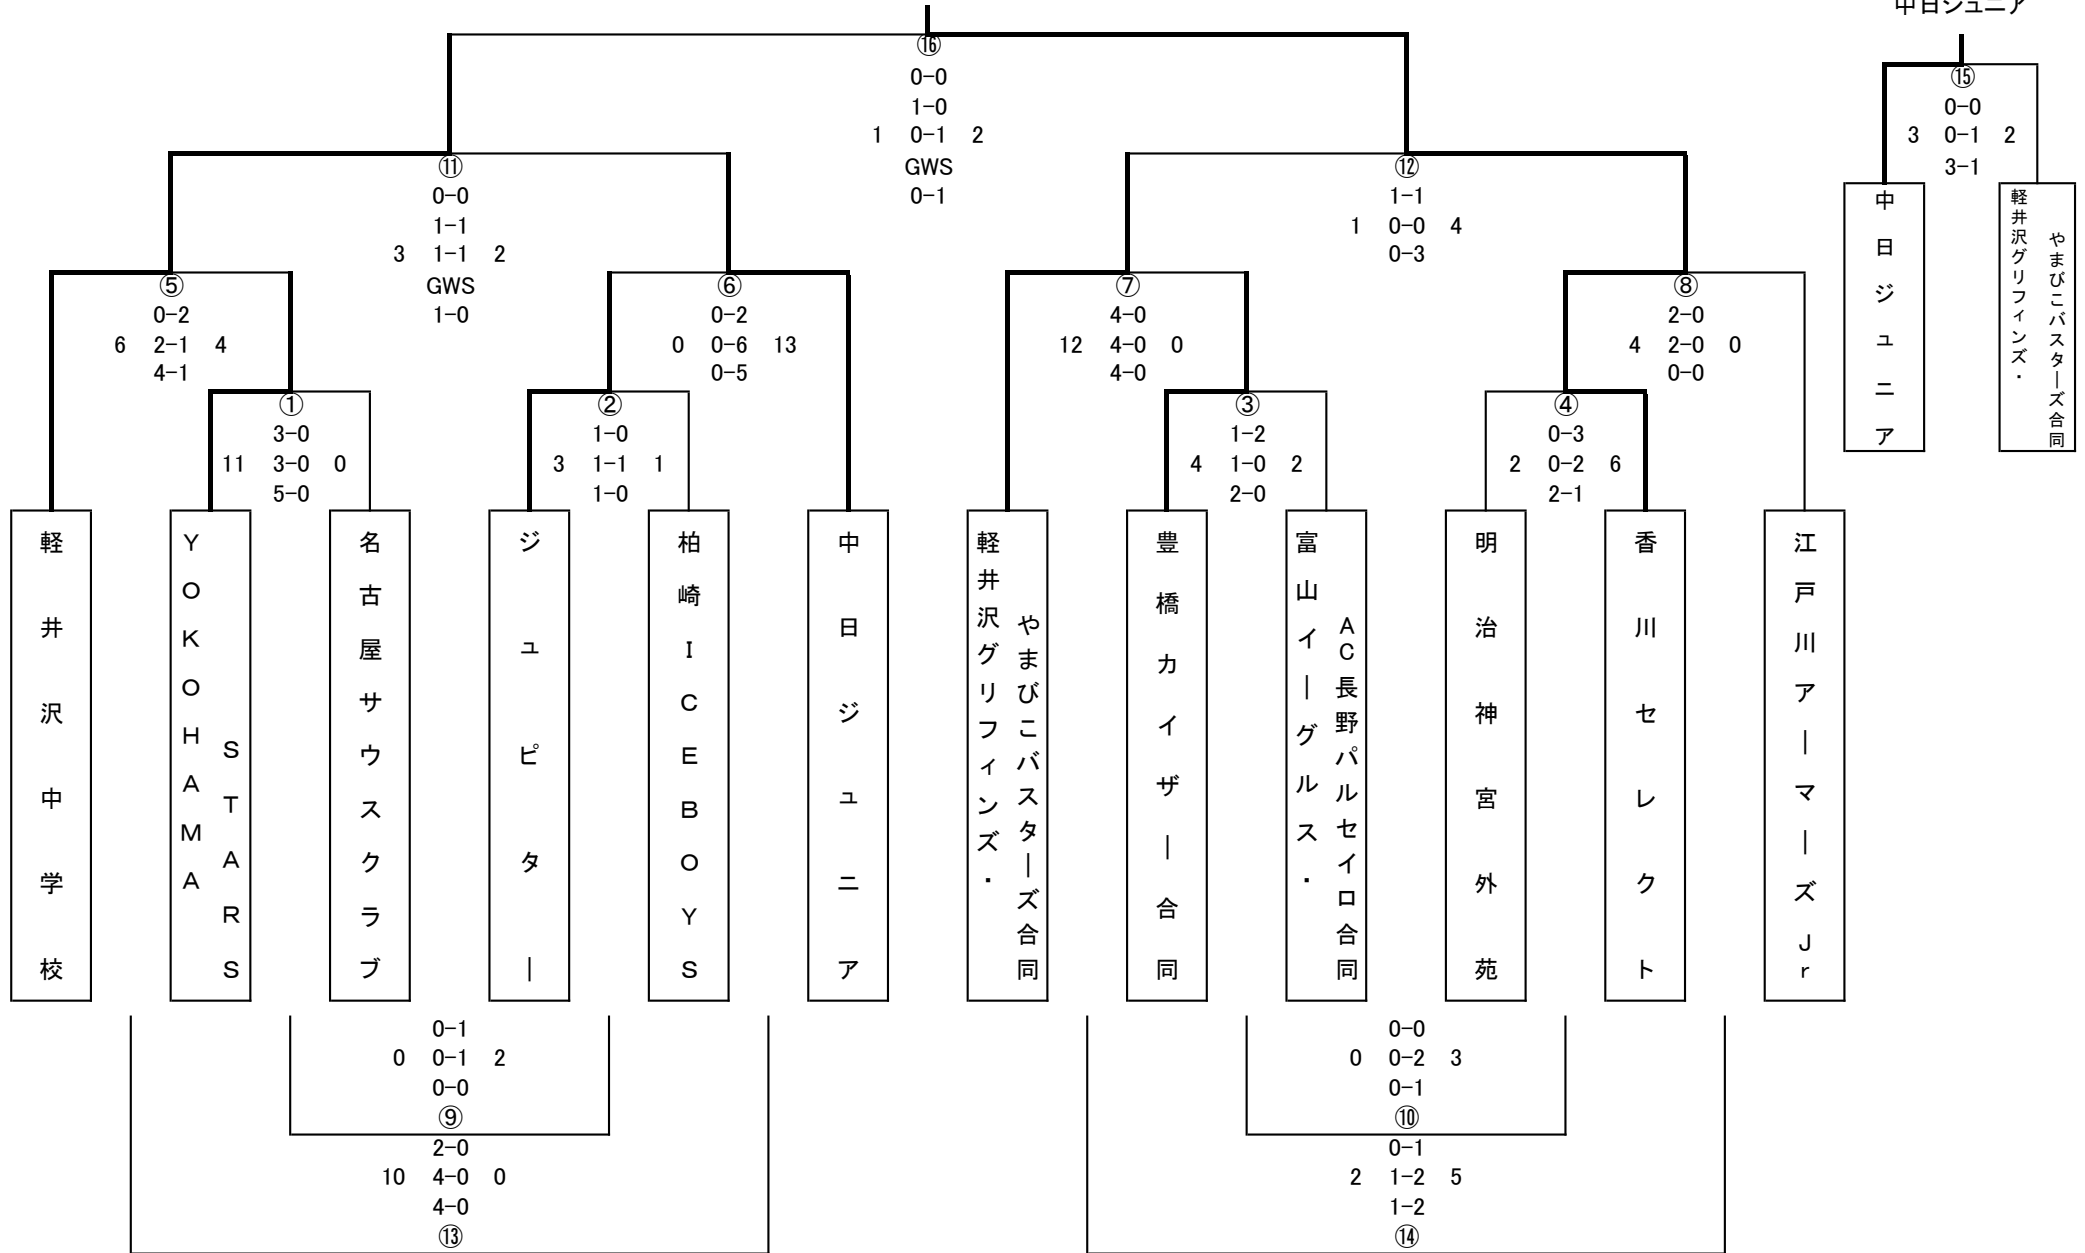 中日ジュニア
⑯
0-0
1-0
1 0-1 2
GWS
0-1
⑮
0-0
3 0-1 2
3-1
中日ジュニア
軽井沢グリフィンズ・
やまびこバスターズ合同
⑪
0-0
1-1
3 1-1 2
GWS
1-0
⑫
1-1
1 0-0 4
0-3
⑤
0-2
6 2-1 4
4-1
⑥
0-2
0 0-6 13
0-5
⑦
4-0
12 4-0 0
4-0
⑧
2-0
4 2-0 0
0-0
①
3-0
11 3-0 0
5-0
②
1-0
3 1-1 1
1-0
③
1-2
4 1-0 2
2-0
④
0-3
2 0-2 6
2-1
軽井沢中学校
YOKOHAMA
STARS
名古屋サウスクラブ
ジュピター
柏崎ICEBOYS
中日ジュニア
軽井沢グリフィンズ・
やまびこバスターズ合同
豊橋カイザー合同
富山イーグルス・
AC長野パルセイロ合同
明治神宮外苑
香川セレクト
江戸川アーマーズJr
0-1
0 0-1 2
0-0
⑨
2-0
10 4-0 0
4-0
⑬
0-0
0 0-2 3
0-1
⑩
0-1
2 1-2 5
1-2
⑭